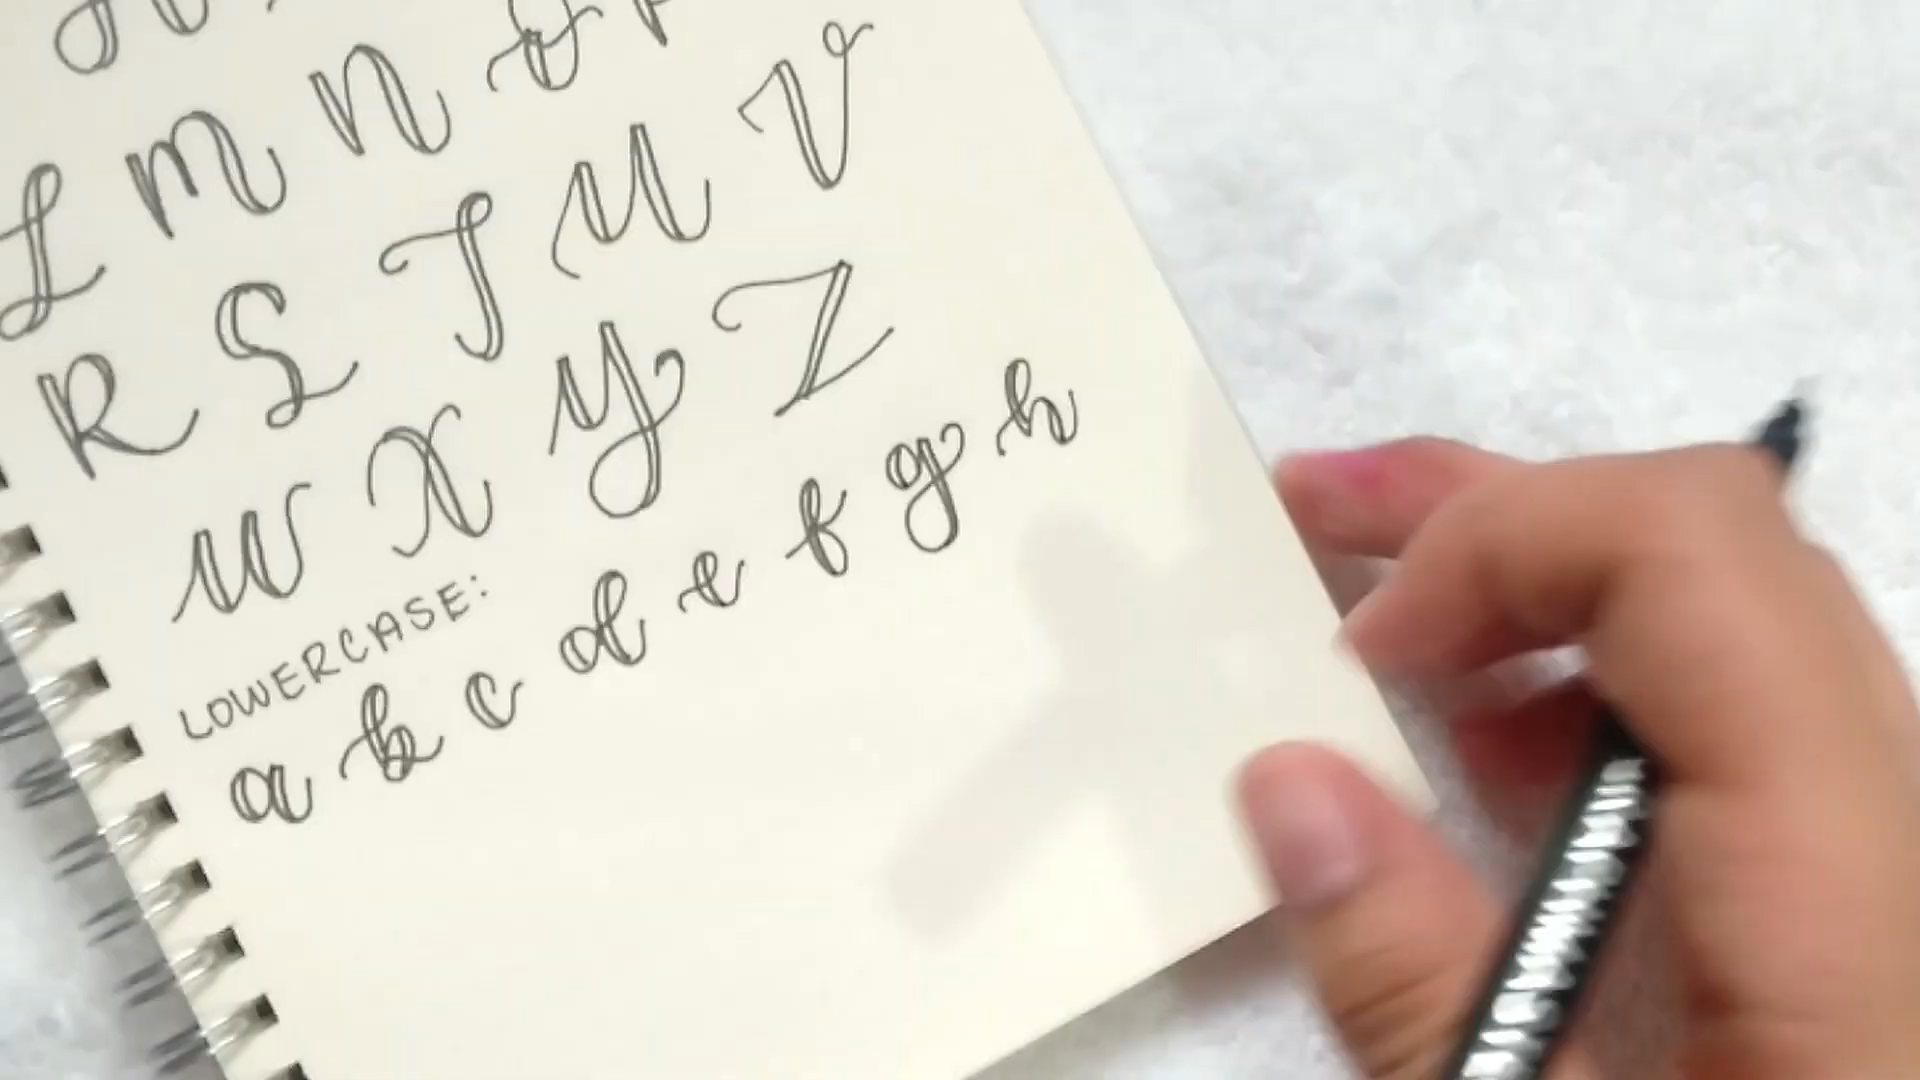 L M N O P
R S T U V
W X Y Z
LOWERCASE:
a b c d e f g h